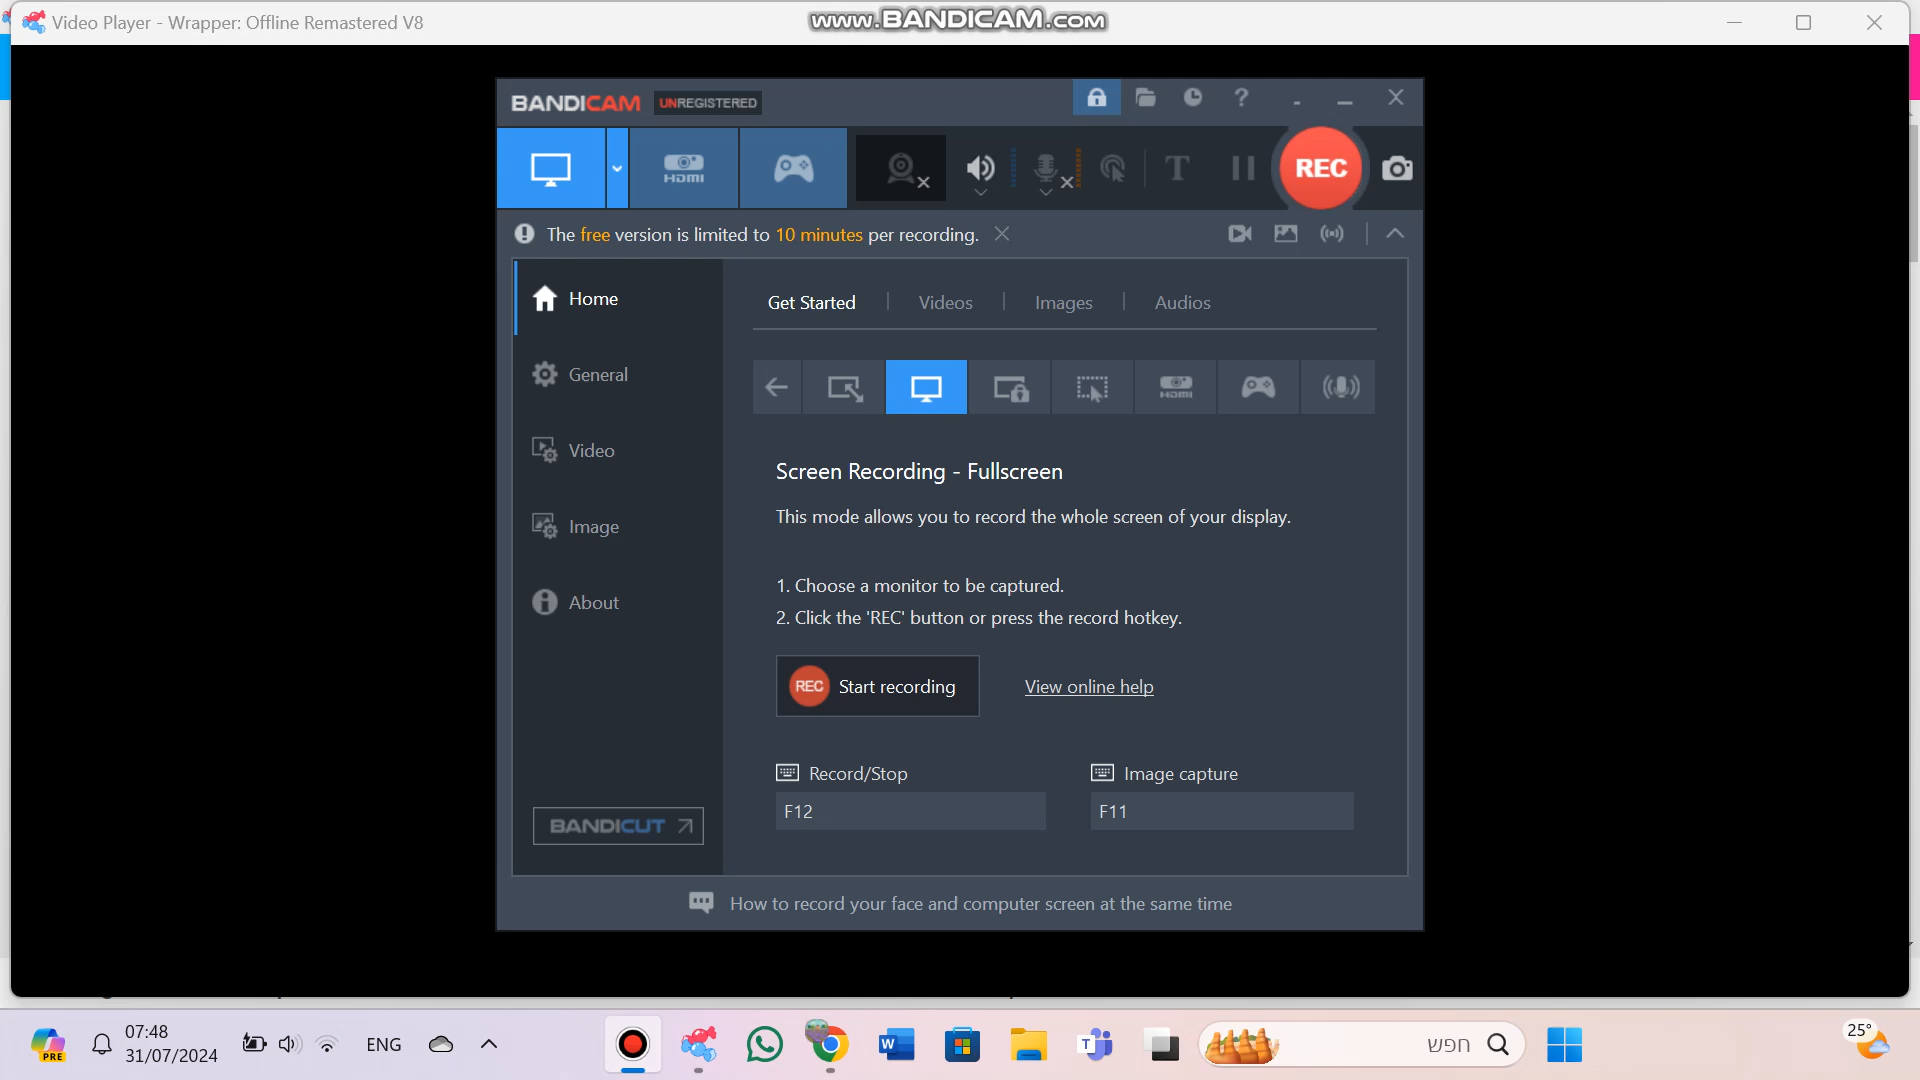 Video Player - Wrapper: Offline Remastered V8
www.BANDICAM.com
BANDICAM UNREGISTERED
HDMI
REC
The free version is limited to 10 minutes per recording.
Home
Get Started
Videos
Images
Audios
General
HDMI
Video
Screen Recording - Fullscreen
This mode allows you to record the whole screen of your display.
Image
1. Choose a monitor to be captured.
2. Click the 'REC' button or press the record hotkey.
About
REC Start recording
View online help
Record/Stop
Image capture
F12
F11
BANDICUT
How to record your face and computer screen at the same time
PRE
07:48
31/07/2024
ENG
חפש
25°